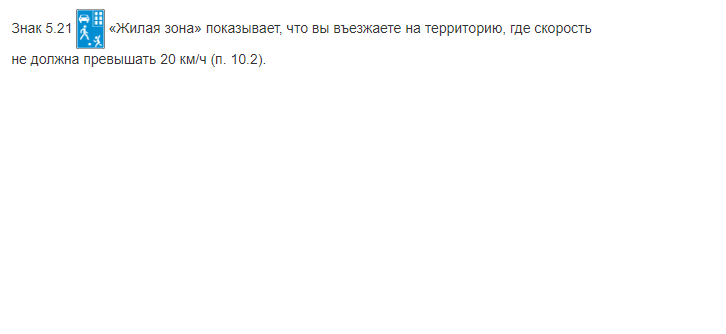 Знак 5.21 «Жилая зона» показывает, что вы въезжаете на территорию, где скорость
не должна превышать 20 км/ч (п. 10.2).